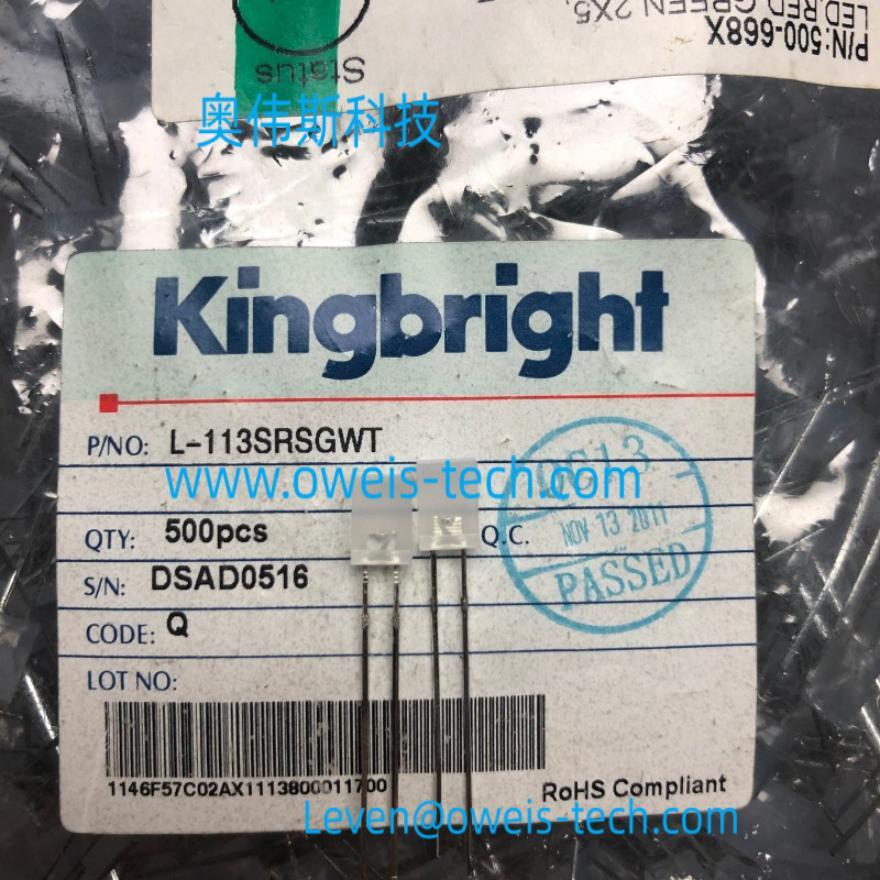 P/N:500-668X
LED,RED,GREEN,2X5,
Status
奥伟斯科技
Kingbright
P/NO: L-113SRSGWT
www.oweis-tech.com
QTY: 500pcs
Q.C.
QC13
NOV 13 2011
PASSED
S/N: DSAD0516
CODE: Q
LOT NO:
1146F57C02AX1113800011700
RoHS Compliant
Leven@oweis-tech.com